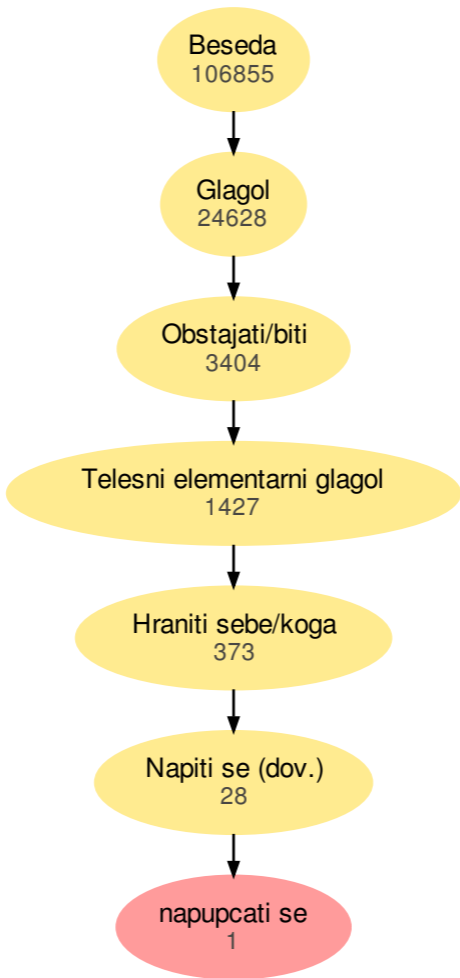 Beseda
106855
Glagol
24628
Obstajati/biti
3404
Telesni elementarni glagol
1427
Hraniti sebe/koga
373
Napiti se (dov.)
28
napupcati se
1